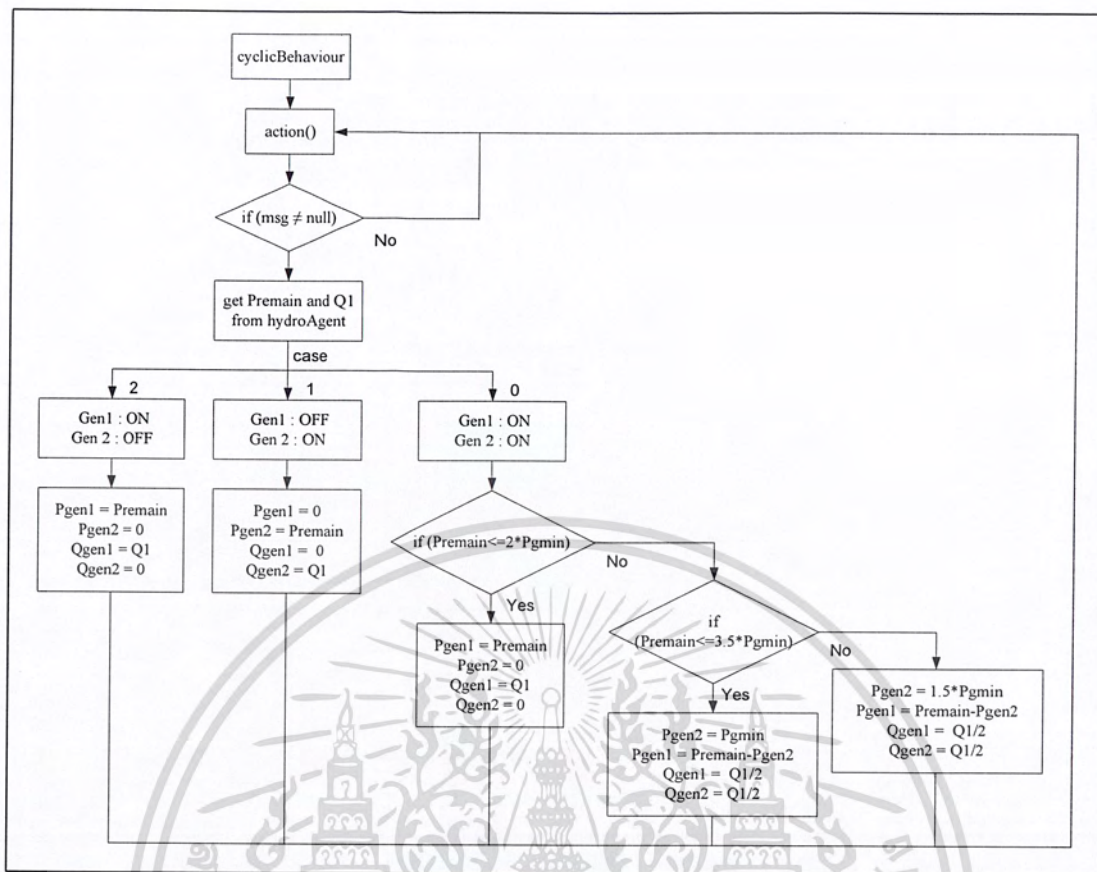 cyclicBehaviour
action()
if (msg ≠ null)
No
get Premain and Q1
from hydroAgent
case
2
1
0
Gen1 : ON
Gen 2 : OFF
Gen1 : OFF
Gen 2 : ON
Gen1 : ON
Gen 2 : ON
Pgen1 = Premain
Pgen2 = 0
Qgen1 = Q1
Qgen2 = 0
Pgen1 = 0
Pgen2 = Premain
Qgen1 = 0
Qgen2 = Q1
if (Premain<=2*Pgmin)
No
Yes
Pgen1 = Premain
Pgen2 = 0
Qgen1 = Q1
Qgen2 = 0
if
(Premain<=3.5*Pgmin)
No
Yes
Pgen2 = Pgmin
Pgen1 = Premain-Pgen2
Qgen1 = Q1/2
Qgen2 = Q1/2
Pgen2 = 1.5*Pgmin
Pgen1 = Premain-Pgen2
Qgen1 = Q1/2
Qgen2 = Q1/2